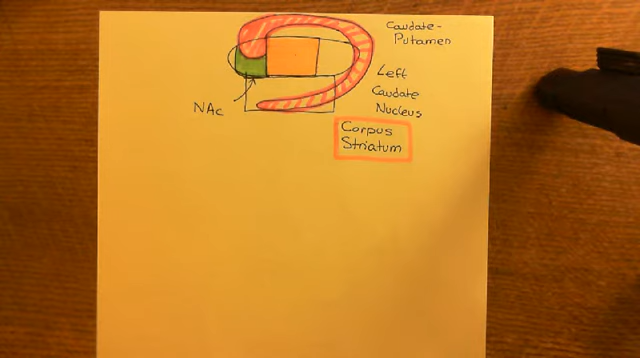 Caudate-
Putamen
Left
Caudate
Nucleus
NAc
Corpus
Striatum